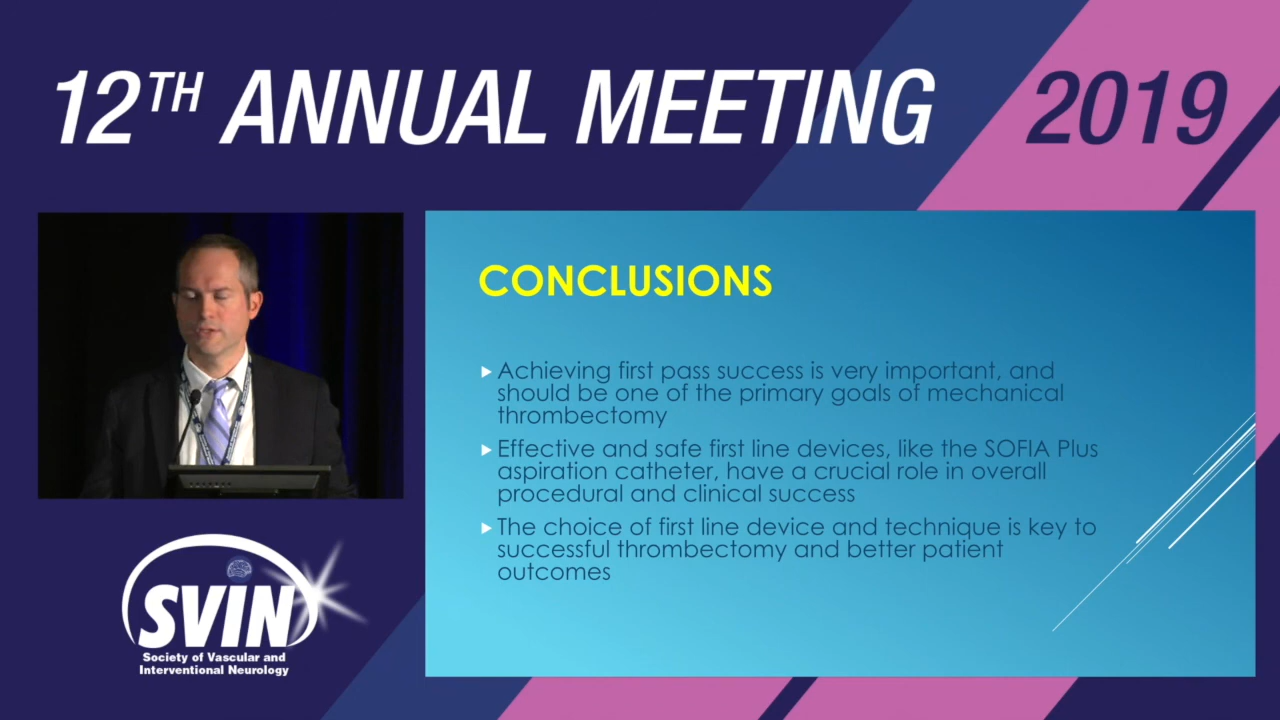 12TH ANNUAL MEETING 2019
CONCLUSIONS
Achieving first pass success is very important, and
should be one of the primary goals of mechanical
thrombectomy
Effective and safe first line devices, like the SOFIA Plus
aspiration catheter, have a crucial role in overall
procedural and clinical success
The choice of first line device and technique is key to
successful thrombectomy and better patient
outcomes
SVIN
Society of Vascular and
Interventional Neurology